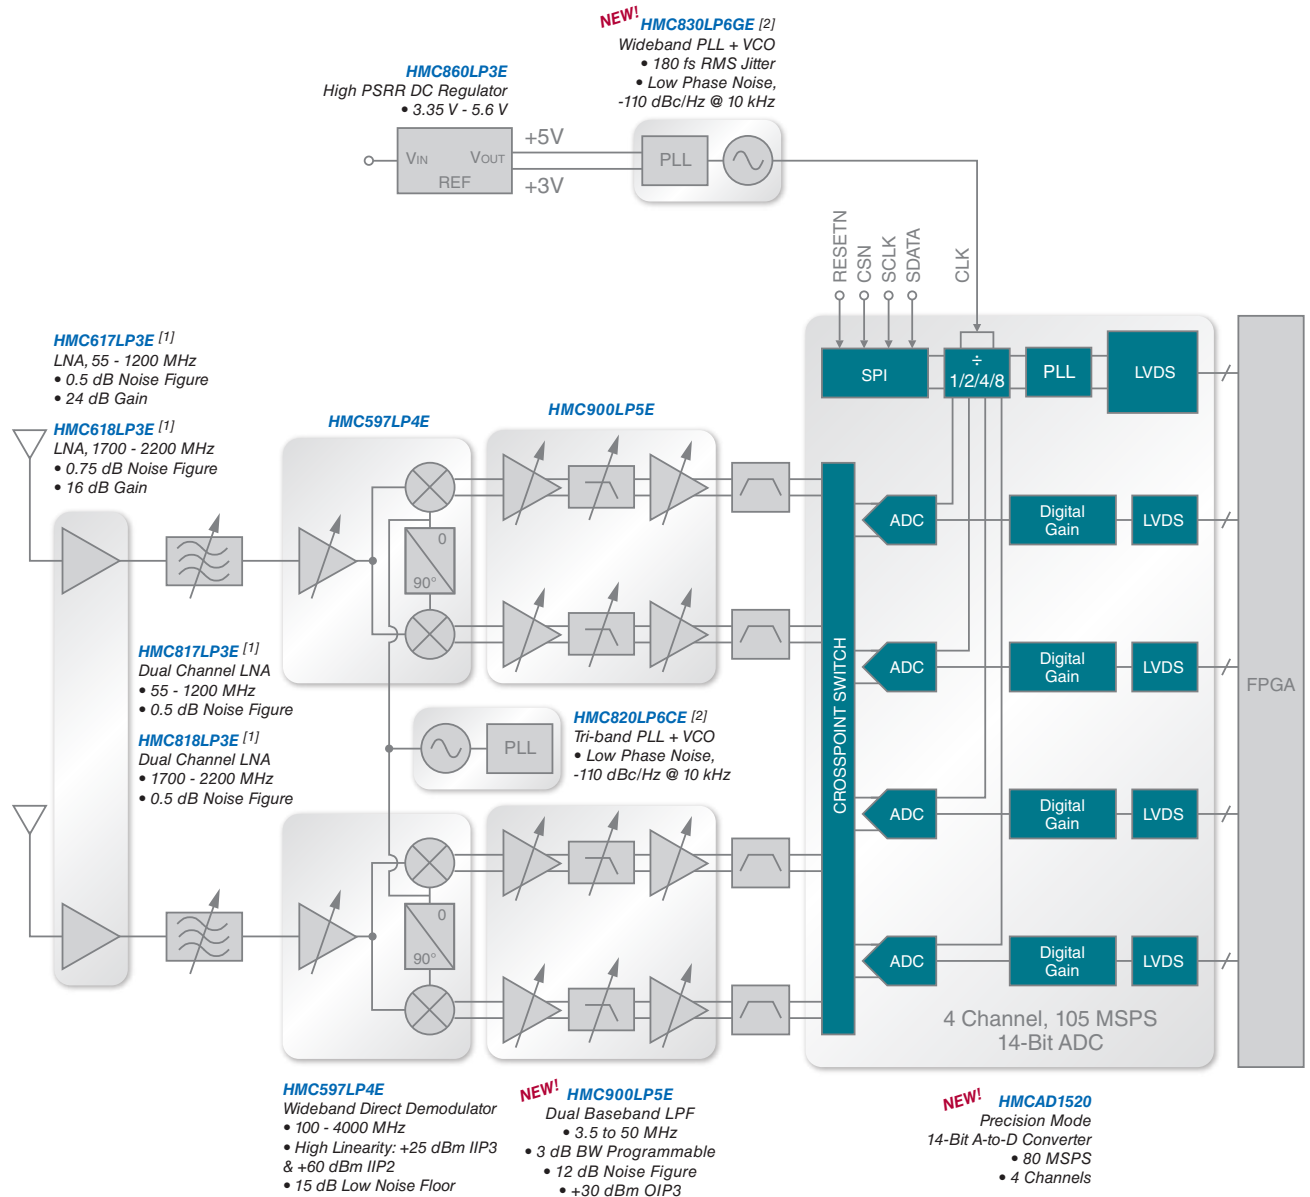 NEW!
HMC830LP6GE [2]
Wideband PLL + VCO
• 180 fs RMS Jitter
• Low Phase Noise,
-110 dBc/Hz @ 10 kHz
HMC860LP3E
High PSRR DC Regulator
• 3.35 V - 5.6 V
VIN
VOUT
REF
+5V
+3V
PLL
RESETN
CSN
SCLK
SDATA
CLK
HMC617LP3E [1]
LNA, 55 - 1200 MHz
• 0.5 dB Noise Figure
• 24 dB Gain
HMC618LP3E [1]
LNA, 1700 - 2200 MHz
• 0.75 dB Noise Figure
• 16 dB Gain
HMC597LP4E
HMC900LP5E
SPI
÷
1/2/4/8
PLL
LVDS
0
90°
ADC
Digital
Gain
LVDS
ADC
Digital
Gain
LVDS
CROSSPOINT SWITCH
FPGA
HMC817LP3E [1]
Dual Channel LNA
• 55 - 1200 MHz
• 0.5 dB Noise Figure
HMC818LP3E [1]
Dual Channel LNA
• 1700 - 2200 MHz
• 0.5 dB Noise Figure
PLL
HMC820LP6CE [2]
Tri-band PLL + VCO
• Low Phase Noise,
-110 dBc/Hz @ 10 kHz
ADC
Digital
Gain
LVDS
0
90°
ADC
Digital
Gain
LVDS
4 Channel, 105 MSPS
14-Bit ADC
HMC597LP4E
Wideband Direct Demodulator
• 100 - 4000 MHz
• High Linearity: +25 dBm IIP3
& +60 dBm IIP2
• 15 dB Low Noise Floor
NEW!
HMC900LP5E
Dual Baseband LPF
• 3.5 to 50 MHz
• 3 dB BW Programmable
• 12 dB Noise Figure
• +30 dBm OIP3
NEW!
HMCAD1520
Precision Mode
14-Bit A-to-D Converter
• 80 MSPS
• 4 Channels